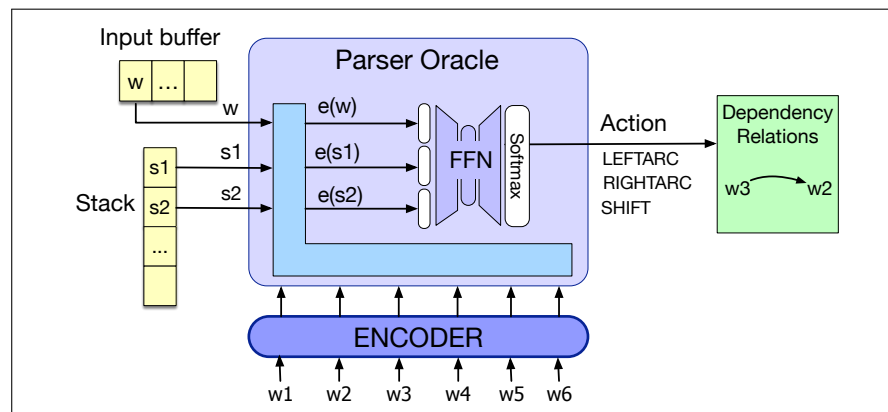 Input buffer
w ...
Parser Oracle
w
e(w)
s1
e(s1)
s2
e(s2)
Stack
s1
s2
...
FFN
Softmax
Action
LEFTARC
RIGHTARC
SHIFT
Dependency
Relations
w3 w2
ENCODER
w1 w2 w3 w4 w5 w6